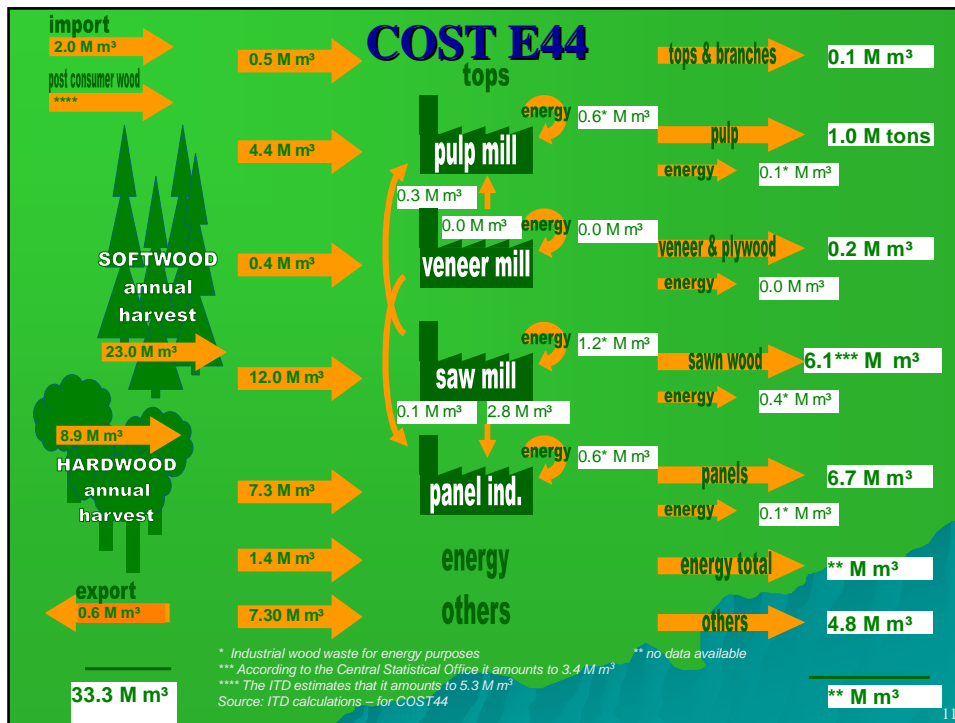 COST E44
import
2.0 M m³
post consumer wood
****
SOFTWOOD
annual
harvest
23.0 M m³
8.9 M m³
HARDWOOD
annual
harvest
export
0.6 M m³
33.3 M m³
0.5 M m³
4.4 M m³
0.4 M m³
12.0 M m³
7.3 M m³
1.4 M m³
7.30 M m³
tops
energy
0.6* M m³
pulp mill
0.3 M m³
0.0 M m³
energy
0.0 M m³
veneer mill
energy
1.2* M m³
saw mill
0.1 M m³
2.8 M m³
energy
0.6* M m³
panel ind.
energy
others
tops & branches
0.1 M m³
pulp
1.0 M tons
energy
0.1* M m³
veneer & plywood
0.2 M m³
energy
0.0 M m³
sawn wood
6.1*** M m³
energy
0.4* M m³
panels
6.7 M m³
energy
0.1* M m³
energy total
** M m³
others
4.8 M m³
* Industrial wood waste for energy purposes
** no data available
*** According to the Central Statistical Office it amounts to 3.4 M m³
**** The ITD estimates that it amounts to 5.3 M m³
Source: ITD calculations – for COST44
** M m³
11